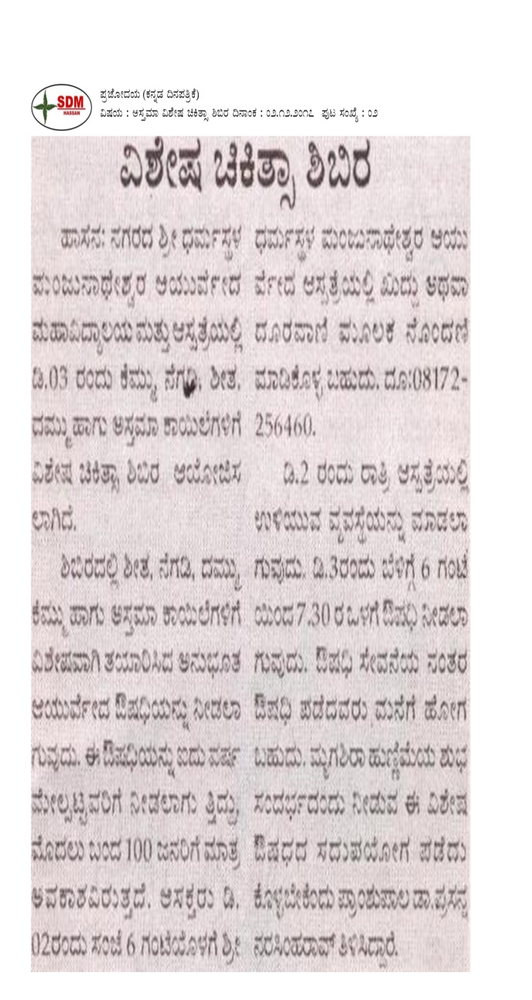 SDM
HASSAN
ಪ್ರಜೋದಯ (ಕನ್ನಡ ದಿನಪತ್ರಿಕೆ)
ವಿಷಯ : ಅಸ್ತಮಾ ವಿಶೇಷ ಚಿಕಿತ್ಸಾ ಶಿಬಿರ ದಿನಾಂಕ : ೦೨.೧೨.೨೦೧೭ ಪುಟ ಸಂಖ್ಯೆ : ೦೨
ವಿಶೇಷ ಚಿಕಿತ್ಸಾ ಶಿಬಿರ
ಹಾಸನ: ನಗರದ ಶ್ರೀ ಧರ್ಮಸ್ಥಳ
ಮಂಜುನಾಥೇಶ್ವರ ಆಯುರ್ವೇದ
ಮಹಾವಿದ್ಯಾಲಯ ಮತ್ತು ಆಸ್ಪತ್ರೆಯಲ್ಲಿ
ಡಿ.03 ರಂದು ಕೆಮ್ಮು, ನೆಗಡಿ, ಶೀತ,
ದಮ್ಮು ಹಾಗು ಅಸ್ತಮಾ ಕಾಯಿಲೆಗಳಿಗೆ
ವಿಶೇಷ ಚಿಕಿತ್ಸಾ ಶಿಬಿರ ಆಯೋಜಿಸ
ಲಾಗಿದೆ.
ಶಿಬಿರದಲ್ಲಿ ಶೀತ, ನೆಗಡಿ, ದಮ್ಮು,
ಕೆಮ್ಮು ಹಾಗು ಅಸ್ತಮಾ ಕಾಯಿಲೆಗಳಿಗೆ
ವಿಶೇಷವಾಗಿ ತಯಾರಿಸಿದ ಅನುಭೂತ
ಆಯುರ್ವೇದ ಔಷಧಿಯನ್ನು ನೀಡಲಾ
ಗುವುದು. ಈ ಔಷಧಿಯನ್ನು ಐದು ವರ್ಷ
ಮೇಲ್ಪಟ್ಟವರಿಗೆ ನೀಡಲಾಗು ತ್ತಿದ್ದು,
ಮೊದಲು ಬಂದ 100 ಜನರಿಗೆ ಮಾತ್ರ
ಅವಕಾಶವಿರುತ್ತದೆ. ಆಸಕ್ತರು ಡಿ.
02ರಂದು ಸಂಜೆ 6 ಗಂಟೆಯೊಳಗೆ ಶ್ರೀ
ಧರ್ಮಸ್ಥಳ ಮಂಜುನಾಥೇಶ್ವರ ಆಯು
ರ್ವೇದ ಆಸ್ಪತ್ರೆಯಲ್ಲಿ ಖುದ್ದು ಅಥವಾ
ದೂರವಾಣಿ ಮೂಲಕ ನೊಂದಣಿ
ಮಾಡಿಕೊಳ್ಳಬಹುದು. ದೂ:08172-
256460.
ಡಿ.2 ರಂದು ರಾತ್ರಿ ಆಸ್ಪತ್ರೆಯಲ್ಲಿ
ಉಳಿಯುವ ವ್ಯವಸ್ಥೆಯನ್ನು ಮಾಡಲಾ
ಗುವುದು. ಡಿ.3ರಂದು ಬೆಳಿಗ್ಗೆ 6 ಗಂಟೆ
ಯಿಂದ 7.30 ರ ಒಳಗೆ ಔಷಧಿ ನೀಡಲಾ
ಗುವುದು. ಔಷಧಿ ಸೇವನೆಯ ನಂತರ
ಔಷಧಿ ಪಡೆದವರು ಮನೆಗೆ ಹೋಗ
ಬಹುದು. ಮೃಗಶಿರಾ ಹುಣ್ಣಿಮೆಯ ಶುಭ
ಸಂದರ್ಭದಂದು ನೀಡುವ ಈ ವಿಶೇಷ
ಔಷಧದ ಸದುಪಯೋಗ ಪಡೆದು
ಕೊಳ್ಳಬೇಕೆಂದು ಪ್ರಾಂಶುಪಾಲ ಡಾ.ಪ್ರಸನ್ನ
ನರಸಿಂಹರಾವ್ ತಿಳಿಸಿದ್ದಾರೆ.